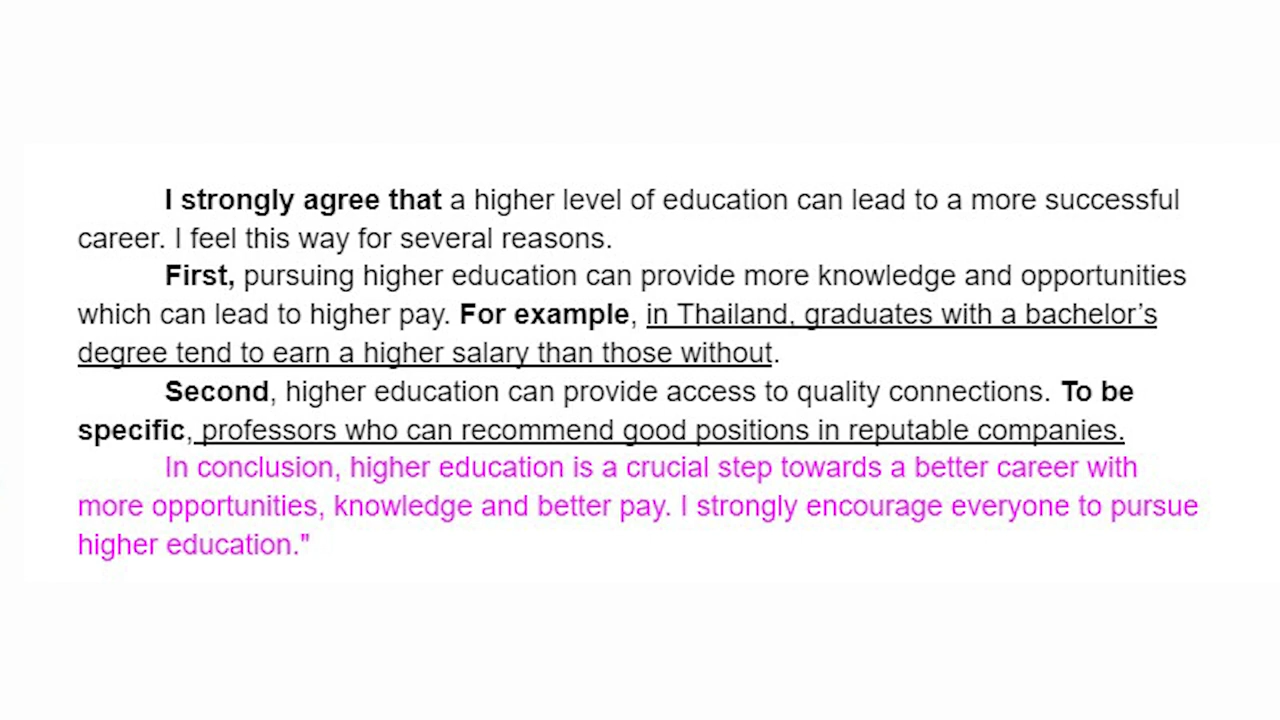 I strongly agree that a higher level of education can lead to a more successful
career. I feel this way for several reasons.
First, pursuing higher education can provide more knowledge and opportunities
which can lead to higher pay. For example, in Thailand, graduates with a bachelor’s
degree tend to earn a higher salary than those without.
Second, higher education can provide access to quality connections. To be
specific, professors who can recommend good positions in reputable companies.
In conclusion, higher education is a crucial step towards a better career with
more opportunities, knowledge and better pay. I strongly encourage everyone to pursue
higher education."